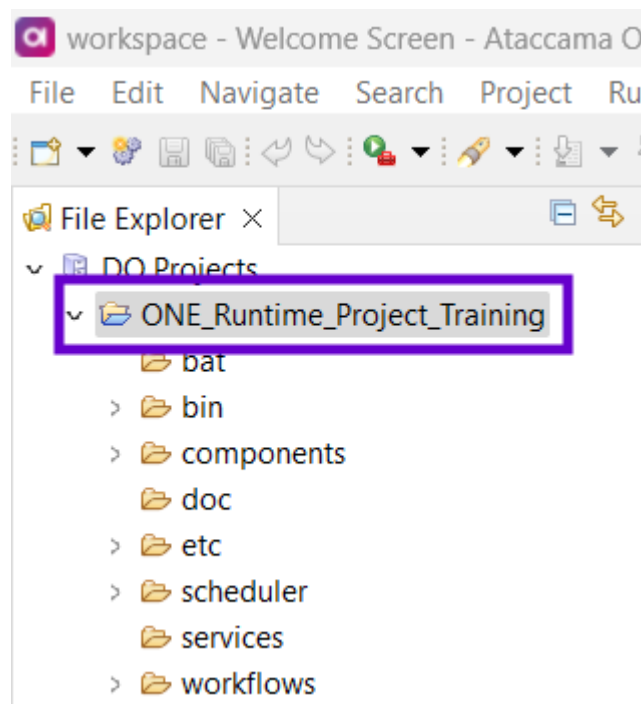 workspace - Welcome Screen - Ataccama O
File Edit Navigate Search Project Ru
File Explorer
DQ Projects
ONE_Runtime_Project_Training
bat
bin
components
doc
etc
scheduler
services
workflows